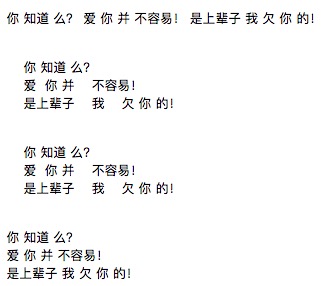 你 知道 么？ 爱 你 并 不容易！ 是上辈子 我 欠 你 的！
你 知道 么？
爱 你 并 不容易！
是上辈子 我 欠 你 的！
你 知道 么？
爱 你 并 不容易！
是上辈子 我 欠 你 的！
你 知道 么？
爱 你 并 不容易！
是上辈子 我 欠 你 的！